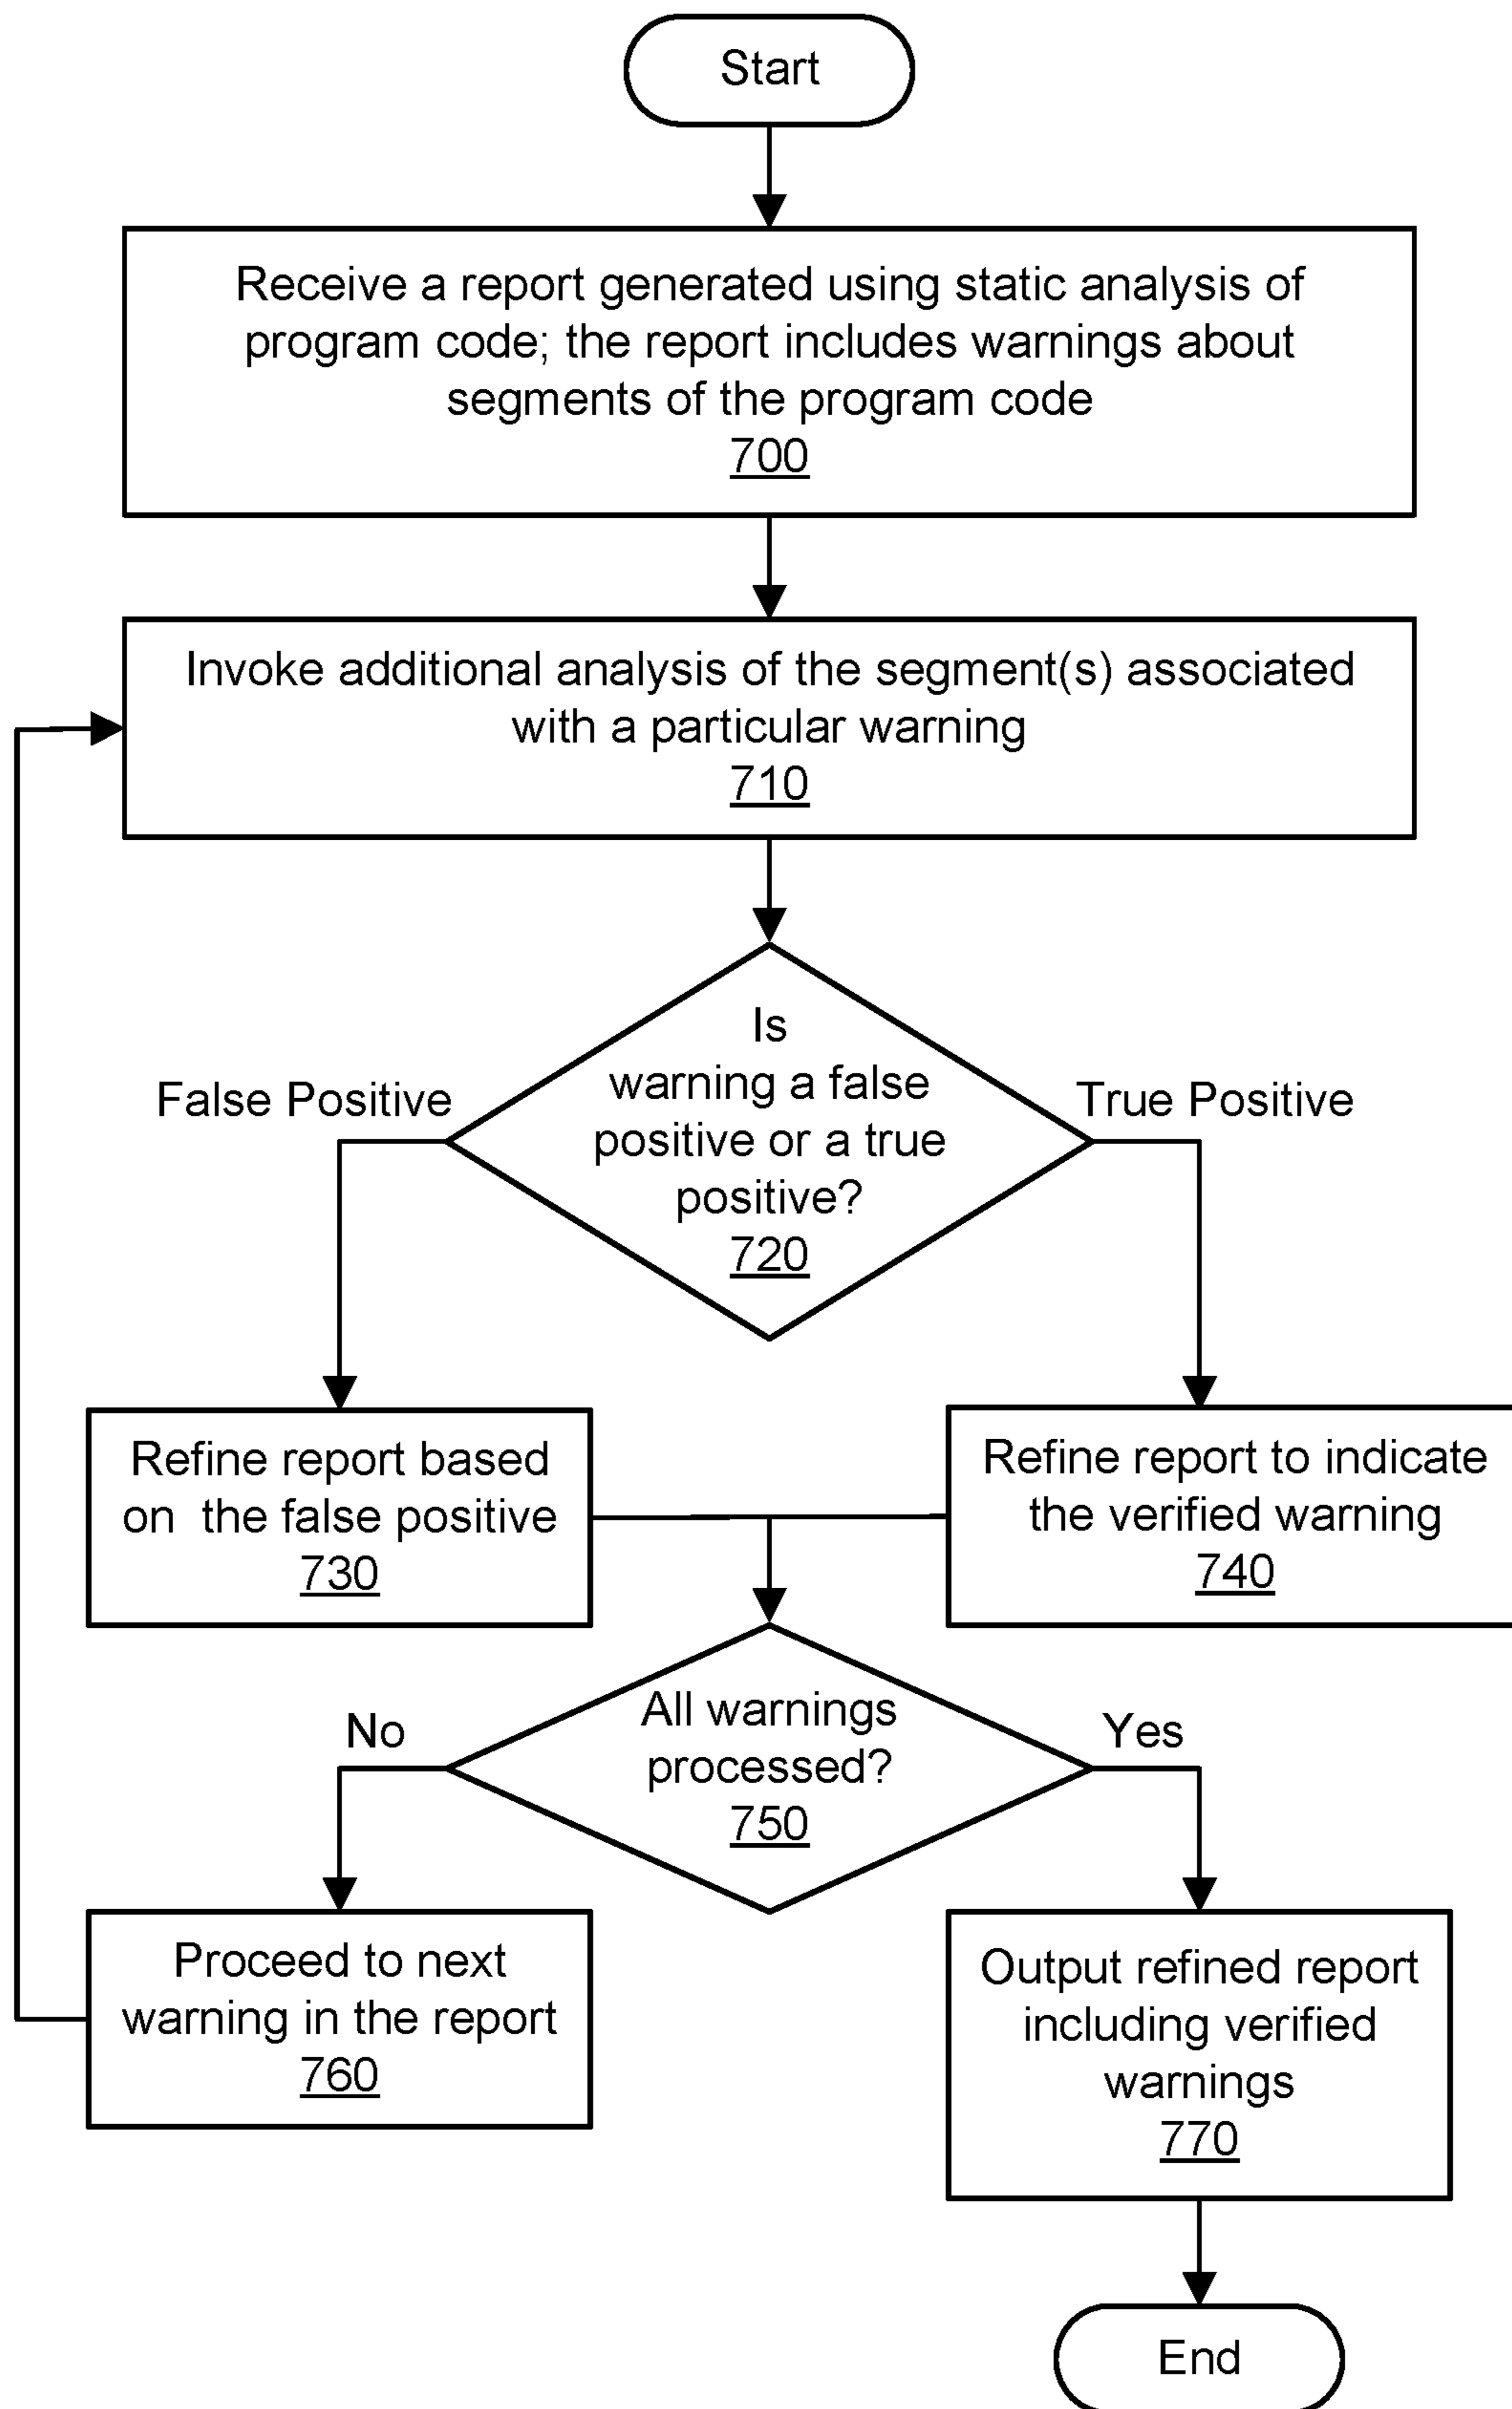 Start
Receive a report generated using static analysis of
program code; the report includes warnings about
segments of the program code
700
Invoke additional analysis of the segment(s) associated
with a particular warning
710
Is
warning a false
positive or a true
positive?
720
False Positive
True Positive
Refine report based
on  the false positive
730
Refine report to indicate
the verified warning
740
All warnings
processed?
750
No
Yes
Proceed to next
warning in the report
760
Output refined report
including verified
warnings
770
End